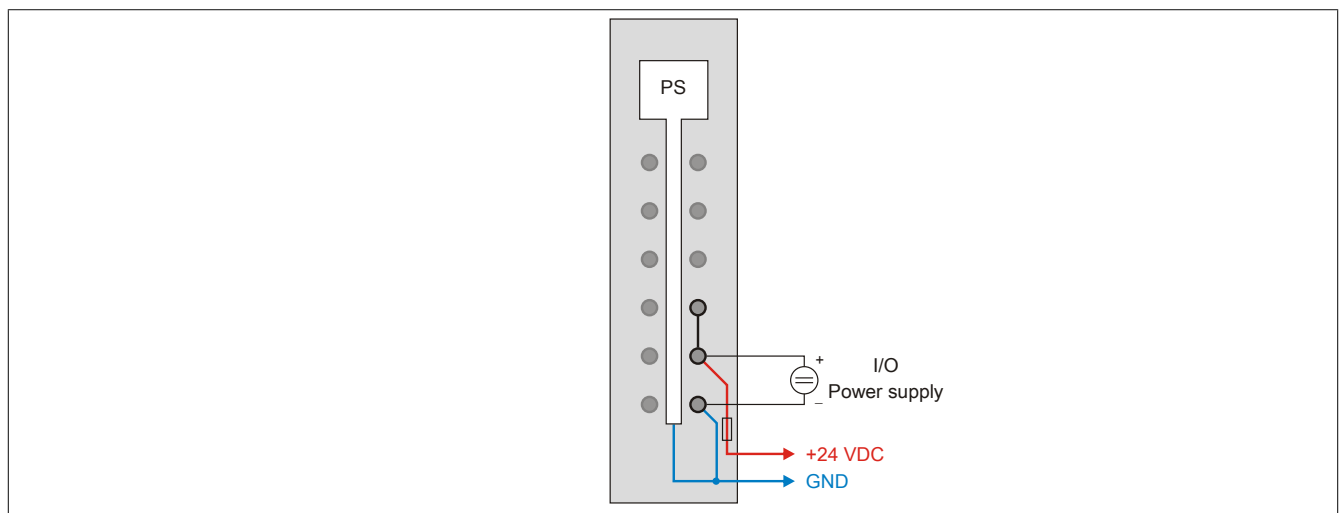 PS
+
I/O
Power supply
–
+24 VDC
GND